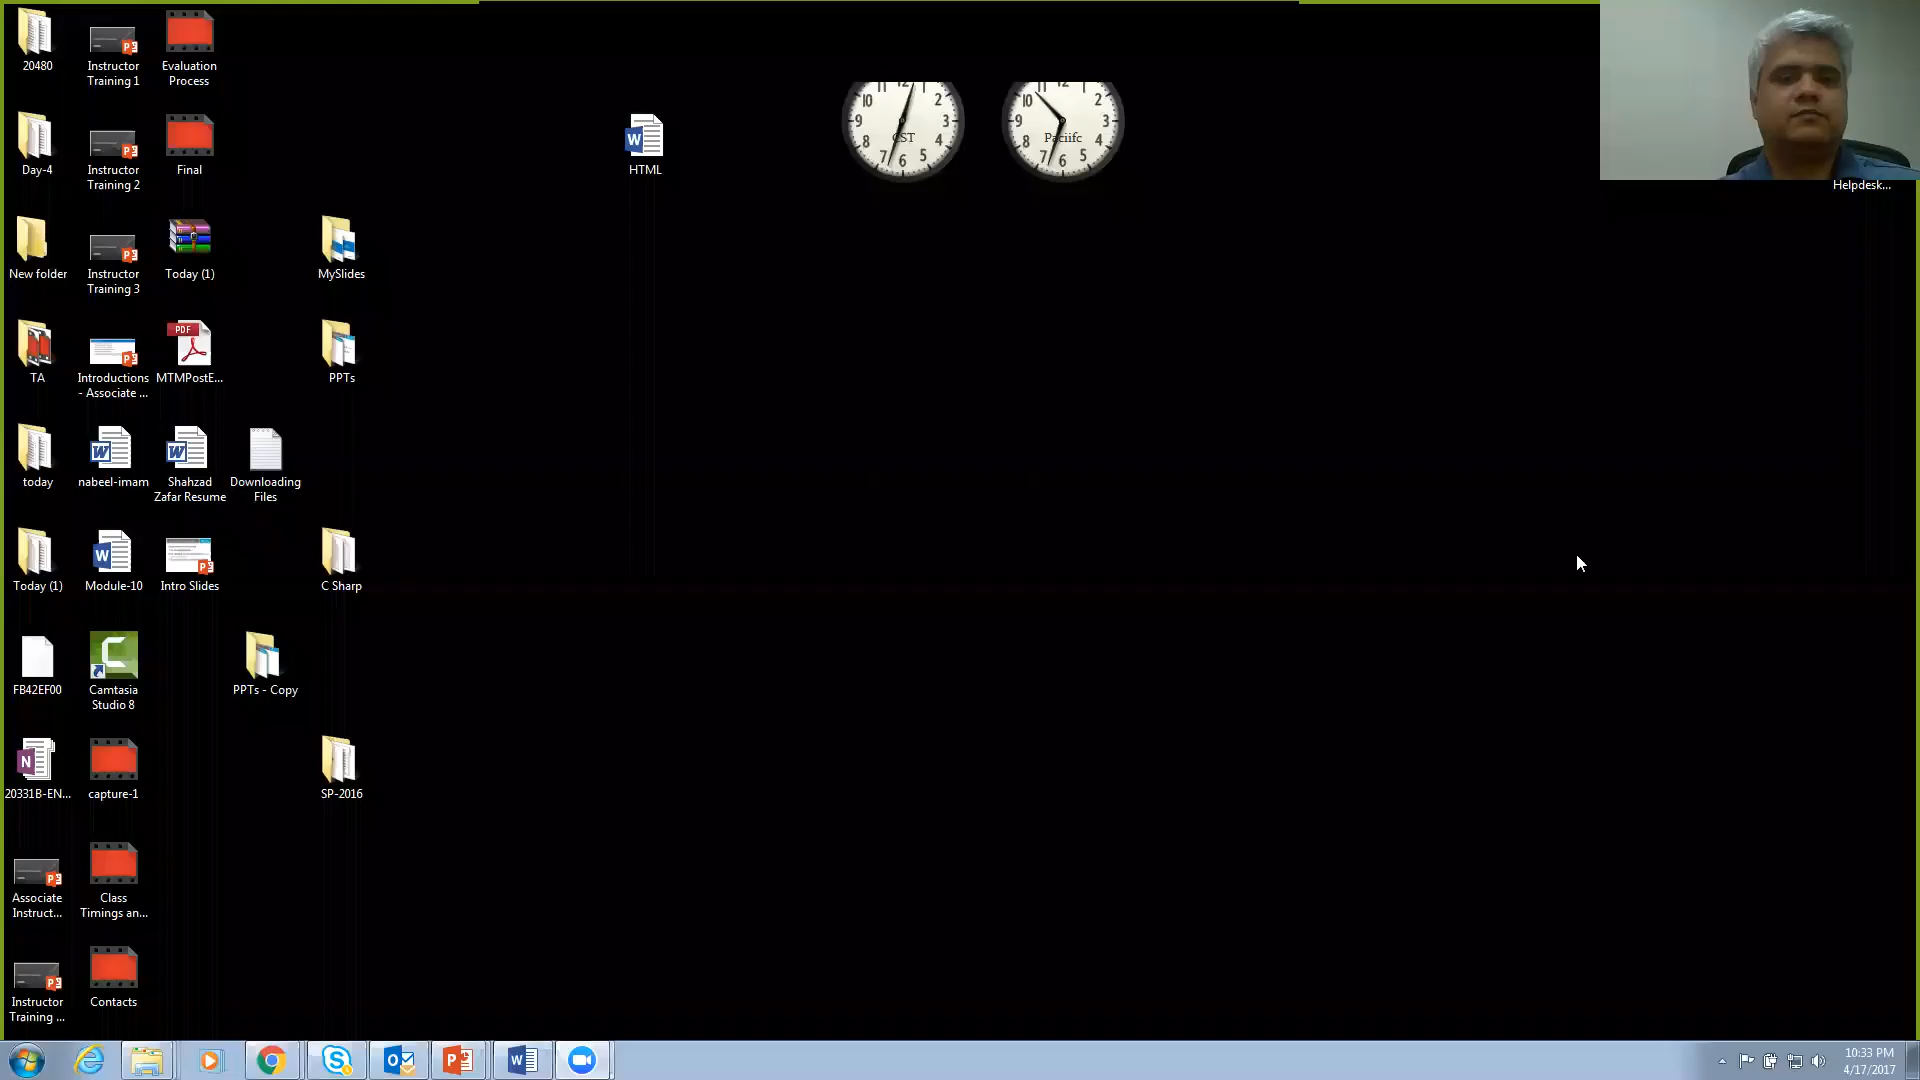 20480
Instructor
Training 1
Evaluation
Process
Day-4
Instructor
Training 2
Final
HTML
CST
Paciifc
Helpdesk...
New folder
Instructor
Training 3
Today (1)
MySlides
TA
Introductions
- Associate ...
PDF
MTMPostE...
PPTs
today
nabeel-imam
Shahzad
Zafar Resume
Downloading
Files
Today (1)
Module-10
Intro Slides
C Sharp
FB42EF00
Camtasia
Studio 8
PPTs - Copy
20331B-EN...
capture-1
SP-2016
Associate
Instruct...
Class
Timings an...
Instructor
Training ...
Contacts
10:33 PM
4/17/2017